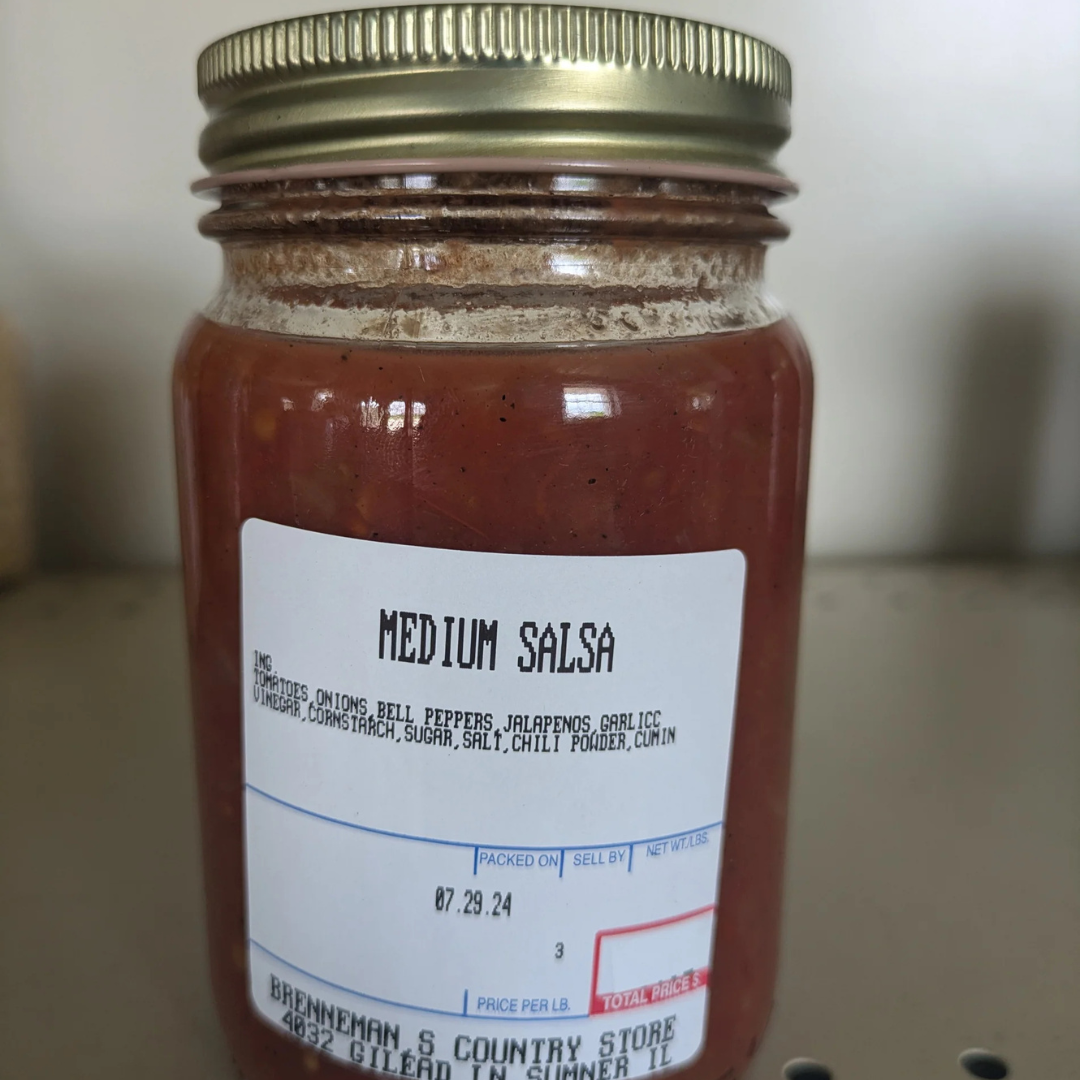 MEDIUM SALSA
ING
TOMATOES,ONIONS,BELL PEPPERS,JALAPENOS,GARLICC
VINEGAR,CORNSTARCH,SUGAR,SALT,CHILI POWDER,CUMIN
PACKED ON SELL BY NET WT./LBS.
07.29.24
3
PRICE PER LB. TOTAL PRICE $
BRENNEMAN S COUNTRY STORE
4032 GILEAD LN SUMNER IL